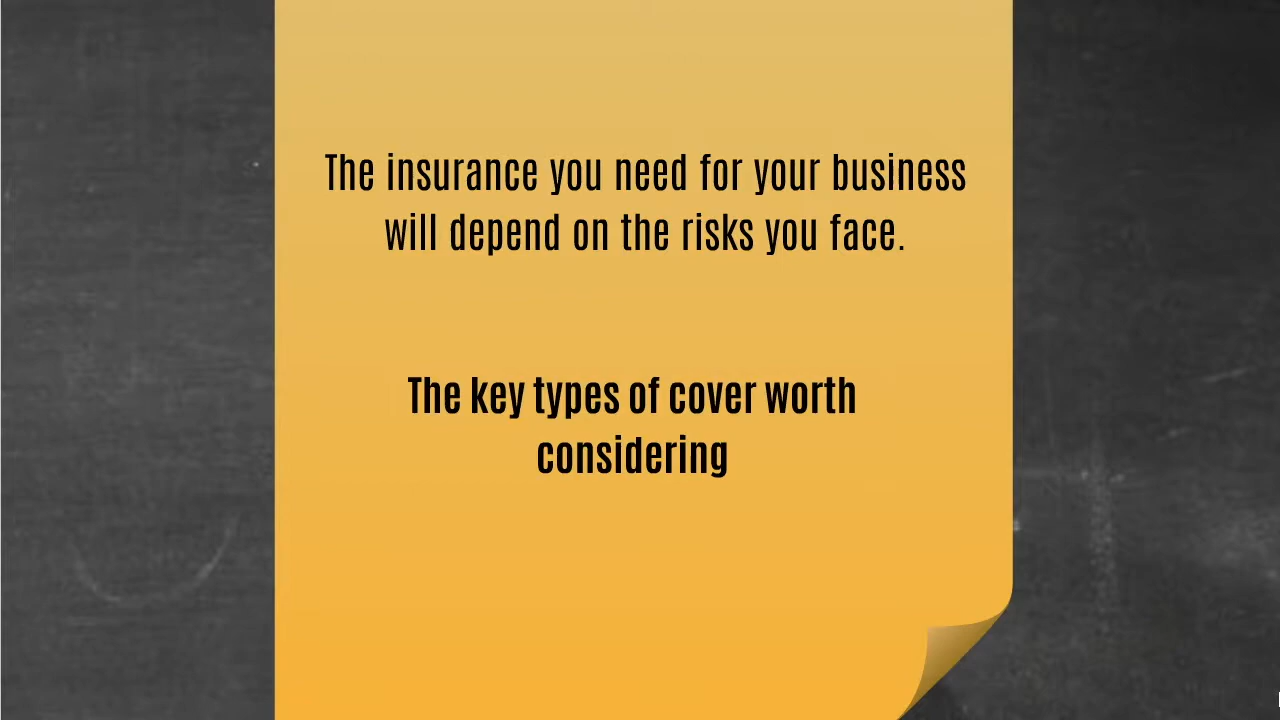 The insurance you need for your business
will depend on the risks you face.
The key types of cover worth
considering